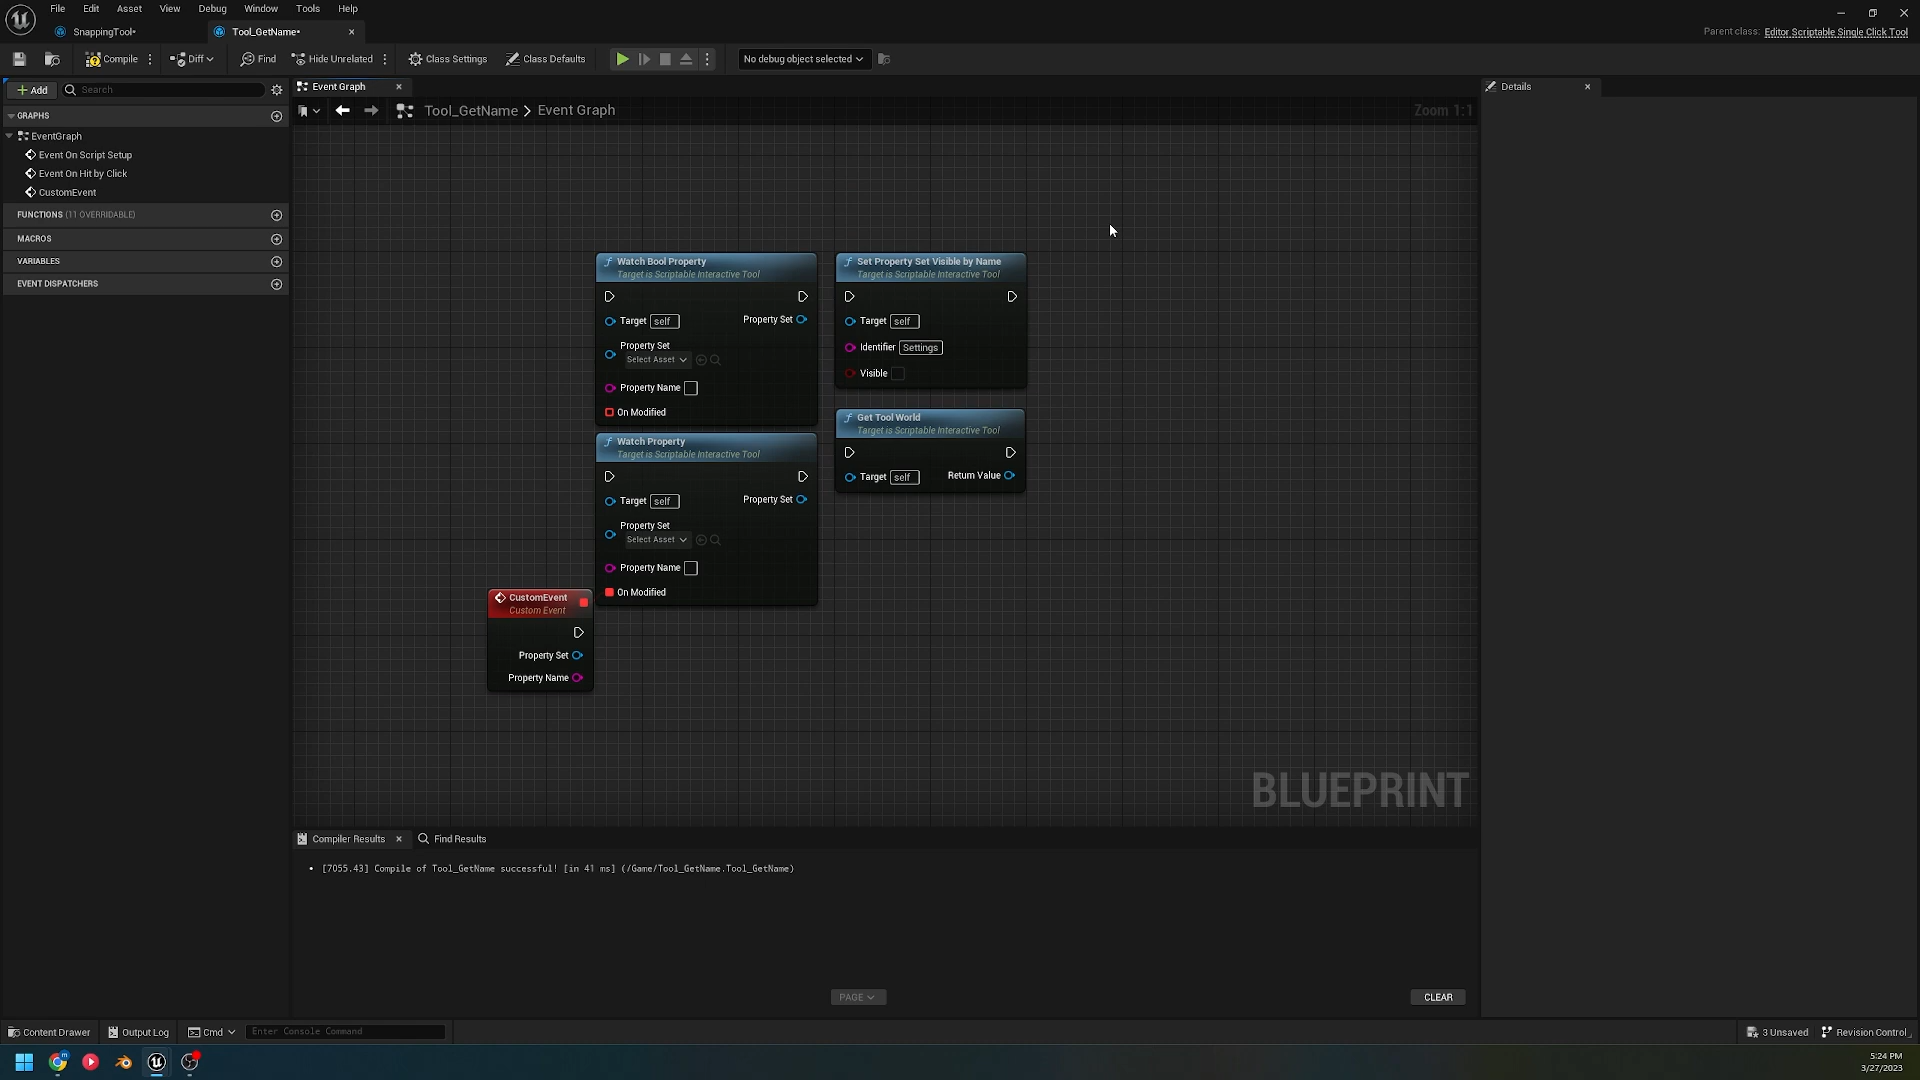 File Edit Asset View Debug Window Tools Help
SnappingTool•
Tool_GetName•
Parent class: Editor Scriptable Single Click Tool
Compile
Diff
Find
Hide Unrelated
Class Settings
Class Defaults
No debug object selected
Add
Search
Event Graph
Details
GRAPHS
Tool_GetName > Event Graph
Zoom 1:1
EventGraph
Event On Script Setup
Event On Hit by Click
CustomEvent
FUNCTIONS (11 OVERRIDABLE)
MACROS
VARIABLES
EVENT DISPATCHERS
Watch Bool Property
Target is Scriptable Interactive Tool
Target self
Property Set
Property Set
Select Asset
Property Name
On Modified
Set Property Set Visible by Name
Target is Scriptable Interactive Tool
Target self
Identifier Settings
Visible
Get Tool World
Target is Scriptable Interactive Tool
Target self
Return Value
Watch Property
Target is Scriptable Interactive Tool
Target self
Property Set
Property Set
Select Asset
Property Name
On Modified
CustomEvent
Custom Event
Property Set
Property Name
BLUEPRINT
Compiler Results
Find Results
• [7055.43] Compile of Tool_GetName successful! [in 41 ms] (/Game/Tool_GetName.Tool_GetName)
PAGE
CLEAR
Content Drawer
Output Log
Cmd
Enter Console Command
3 Unsaved
Revision Control
5:24 PM
3/27/2023